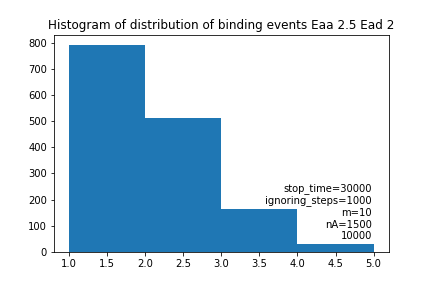 Histogram of distribution of binding events Eaa 2.5 Ead 2
800
700
600
500
400
300
200
100
0
stop_time=30000
ignoring_steps=1000
m=10
nA=1500
10000
1.0 1.5 2.0 2.5 3.0 3.5 4.0 4.5 5.0